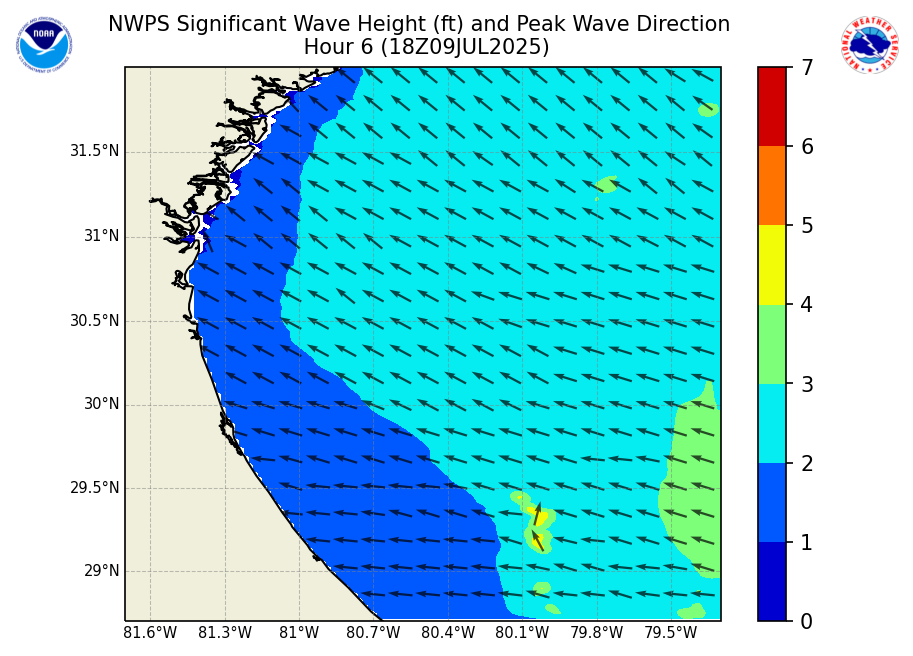 NWPS Significant Wave Height (ft) and Peak Wave Direction
Hour 6 (18Z09JUL2025)
NOAA
NATIONAL WEATHER SERVICE
31.5°N
31°N
30.5°N
30°N
29.5°N
29°N
81.6°W 81.3°W 81°W 80.7°W 80.4°W 80.1°W 79.8°W 79.5°W
7
6
5
4
3
2
1
0